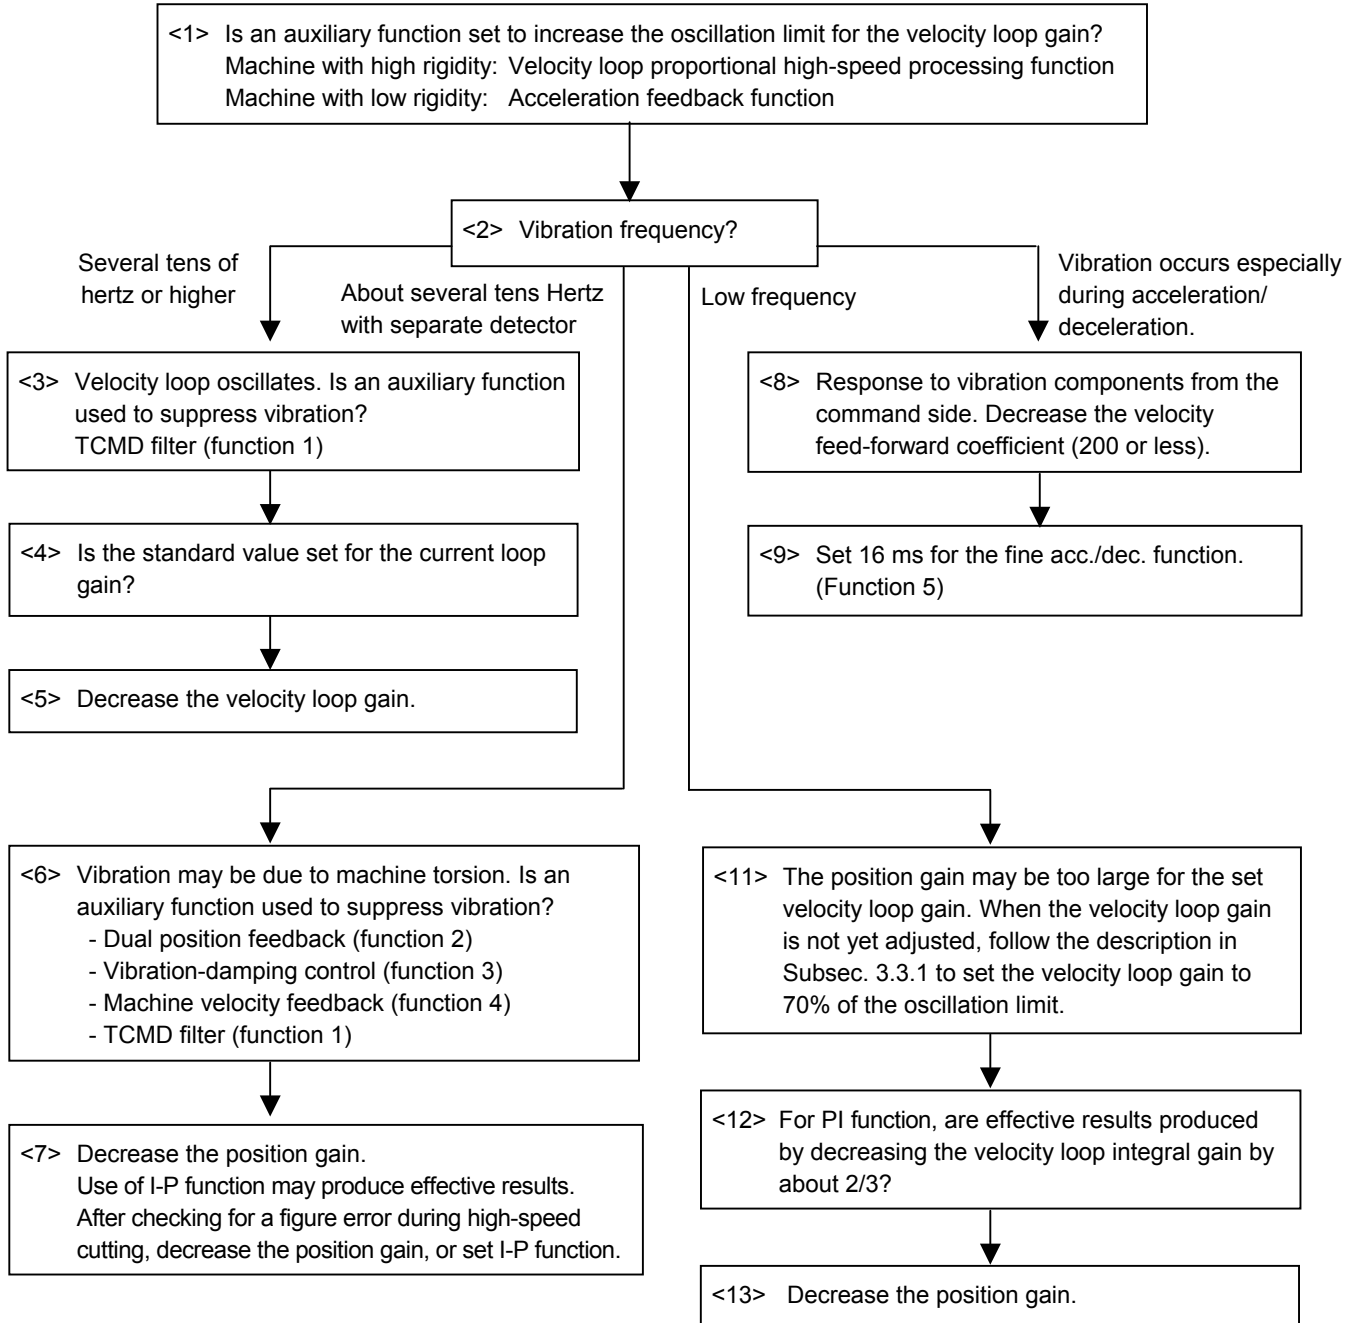 <1> Is an auxiliary function set to increase the oscillation limit for the velocity loop gain?
Machine with high rigidity: Velocity loop proportional high-speed processing function
Machine with low rigidity: Acceleration feedback function
<2> Vibration frequency?
Several tens of
hertz or higher
About several tens Hertz
with separate detector
Low frequency
Vibration occurs especially
during acceleration/
deceleration.
<3> Velocity loop oscillates. Is an auxiliary function
used to suppress vibration?
TCMD filter (function 1)
<8> Response to vibration components from the
command side. Decrease the velocity
feed-forward coefficient (200 or less).
<4> Is the standard value set for the current loop
gain?
<9> Set 16 ms for the fine acc./dec. function.
(Function 5)
<5> Decrease the velocity loop gain.
<6> Vibration may be due to machine torsion. Is an
auxiliary function used to suppress vibration?
- Dual position feedback (function 2)
- Vibration-damping control (function 3)
- Machine velocity feedback (function 4)
- TCMD filter (function 1)
<11> The position gain may be too large for the set
velocity loop gain. When the velocity loop gain
is not yet adjusted, follow the description in
Subsec. 3.3.1 to set the velocity loop gain to
70% of the oscillation limit.
<7> Decrease the position gain.
Use of I-P function may produce effective results.
After checking for a figure error during high-speed
cutting, decrease the position gain, or set I-P function.
<12> For PI function, are effective results produced
by decreasing the velocity loop integral gain by
about 2/3?
<13> Decrease the position gain.